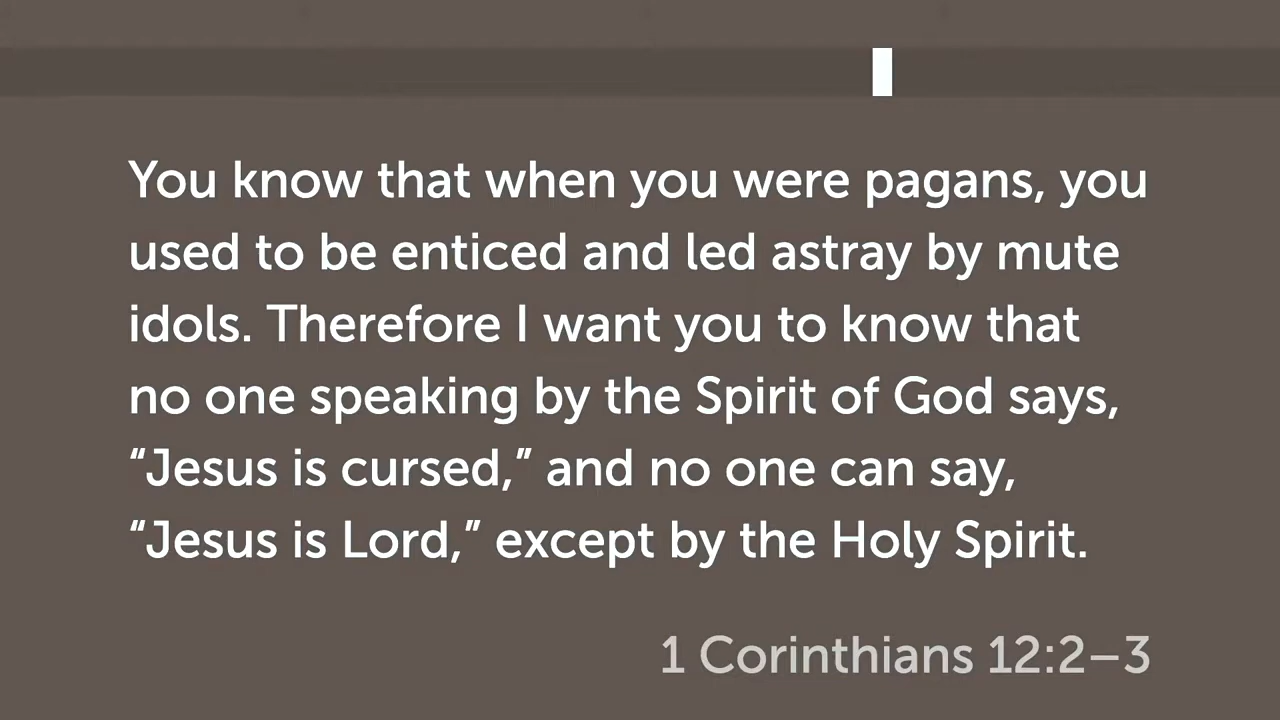 You know that when you were pagans, you
used to be enticed and led astray by mute
idols. Therefore I want you to know that
no one speaking by the Spirit of God says,
“Jesus is cursed,” and no one can say,
“Jesus is Lord,” except by the Holy Spirit.
1 Corinthians 12:2–3